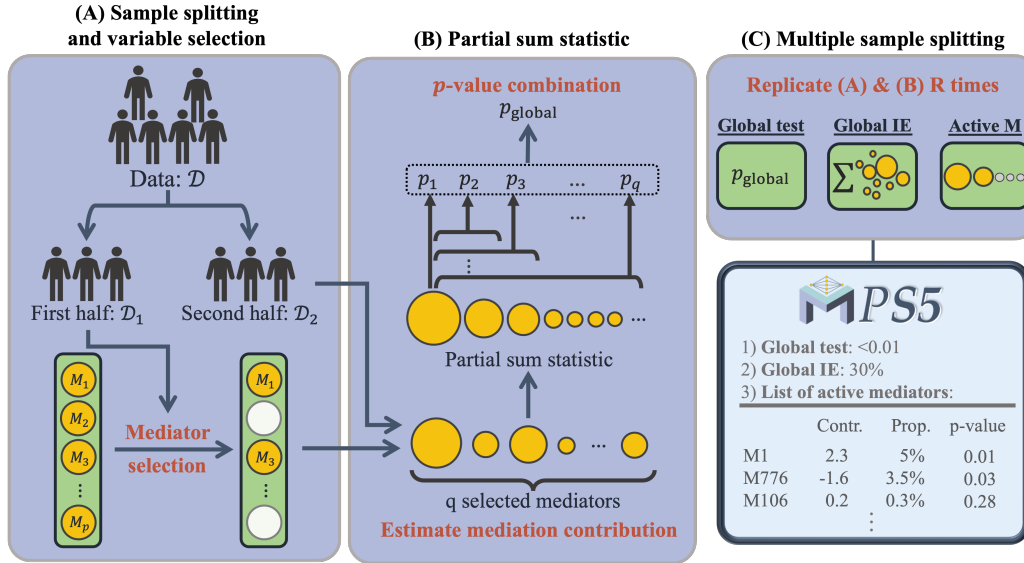 (A) Sample splitting
and variable selection
Data: 𝒟
First half: 𝒟₁
Second half: 𝒟₂
M₁
M₂
M₃
⋮
Mₚ
Mediator
selection
M₁
M₃
⋮
(B) Partial sum statistic
p-value combination
p_global
p₁ p₂ p₃ ... p_q
...
⋮
...
Partial sum statistic
...
q selected mediators
Estimate mediation contribution
(C) Multiple sample splitting
Replicate (A) & (B) R times
Global test Global IE Active M
p_global ∑
MPS5
1) Global test: <0.01
2) Global IE: 30%
3) List of active mediators:
Contr. Prop. p-value
M1 2.3 5% 0.01
M776 -1.6 3.5% 0.03
M106 0.2 0.3% 0.28
⋮